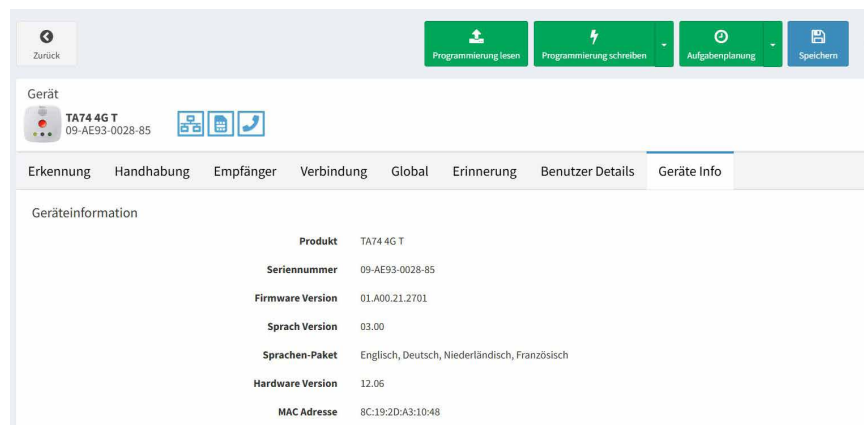 Zurück
Programmierung lesen
Programmierung schreiben
Aufgabenplanung
Speichern
Gerät
TA74 4G T
09-AE93-0028-85
Erkennung Handhabung Empfänger Verbindung Global Erinnerung Benutzer Details Geräte Info
Geräteinformation
Produkt TA74 4G T
Seriennummer 09-AE93-0028-85
Firmware Version 01.A00.21.2701
Sprach Version 03.00
Sprachen-Paket Englisch, Deutsch, Niederländisch, Französisch
Hardware Version 12.06
MAC Adresse 8C:19:2D:A3:10:48